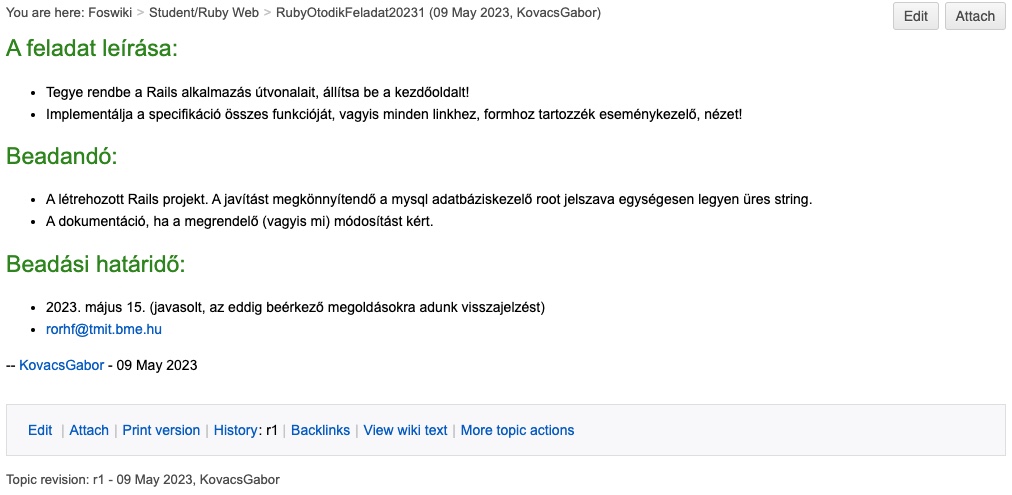 You are here: Foswiki > Student/Ruby Web > RubyOtodikFeladat20231 (09 May 2023, KovacsGabor)
Edit Attach
A feladat leírása:
• Tegye rendbe a Rails alkalmazás útvonalait, állítsa be a kezdőoldalt!
• Implementálja a specifikáció összes funkcióját, vagyis minden linkhez, formhoz tartozzék eseménykezelő, nézet!
Beadandó:
• A létrehozott Rails projekt. A javítást megkönnyítendő a mysql adatbáziskezelő root jelszava egységesen legyen üres string.
• A dokumentáció, ha a megrendelő (vagyis mi) módosítást kért.
Beadási határidő:
• 2023. május 15. (javasolt, az eddig beérkező megoldásokra adunk visszajelzést)
• rorhf@tmit.bme.hu
-- KovacsGabor - 09 May 2023
Edit | Attach | Print version | History: r1 | Backlinks | View wiki text | More topic actions
Topic revision: r1 - 09 May 2023, KovacsGabor